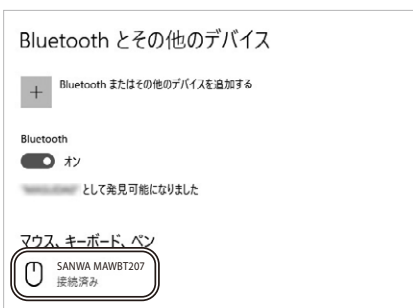 Bluetooth とその他のデバイス
Bluetooth またはその他のデバイスを追加する
Bluetooth
オン
として発見可能になりました
マウス、キーボード、ペン
SANWA MAWBT207
接続済み